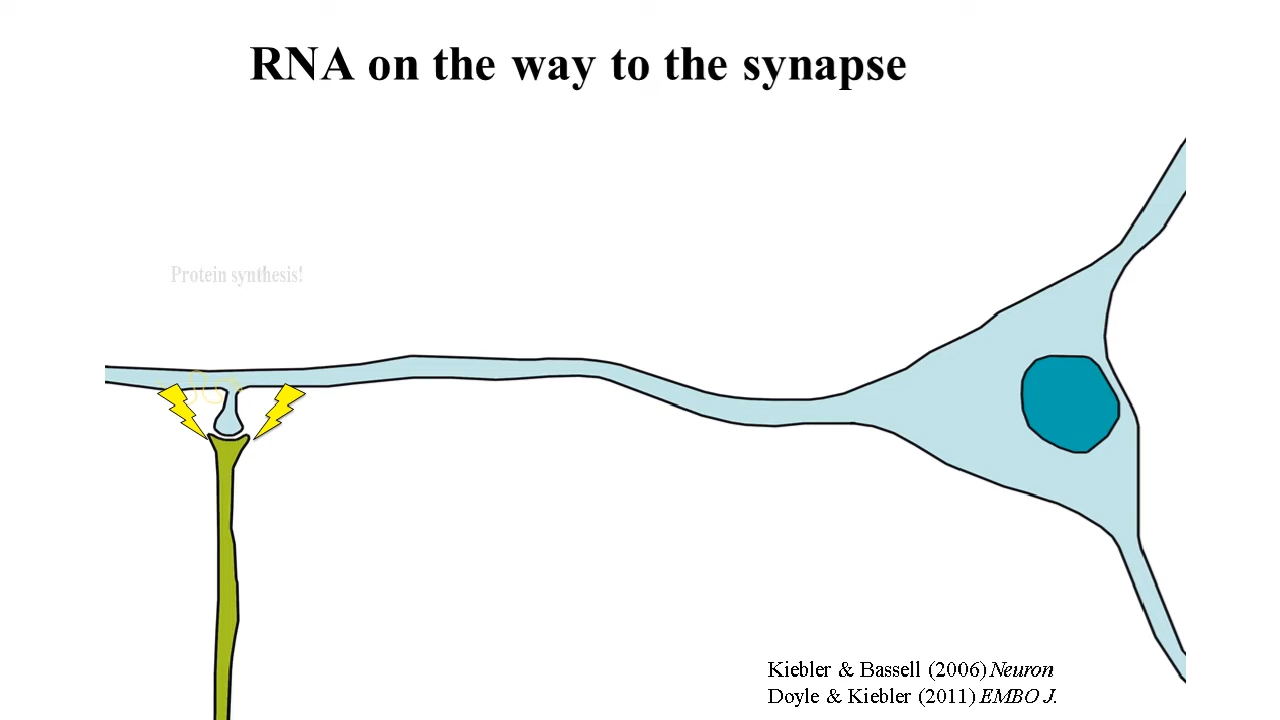 RNA on the way to the synapse
Protein synthesis!
Kiebler & Bassell (2006) Neuron
Doyle & Kiebler (2011) EMBO J.